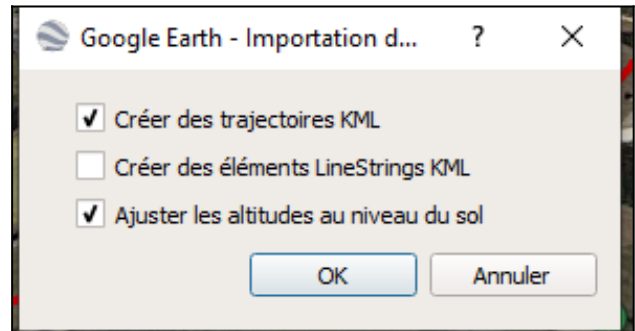 Google Earth - Importation d... ?
Créer des trajectoires KML
Créer des éléments LineStrings KML
Ajuster les altitudes au niveau du sol
OK Annuler